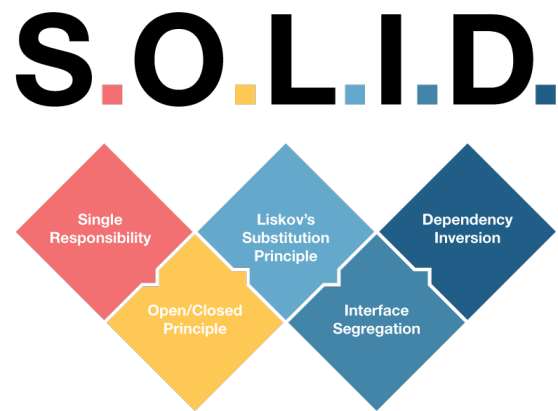 S.O.L.I.D.
Single
Responsibility
Liskov's
Substitution
Principle
Dependency
Inversion
Open/Closed
Principle
Interface
Segregation